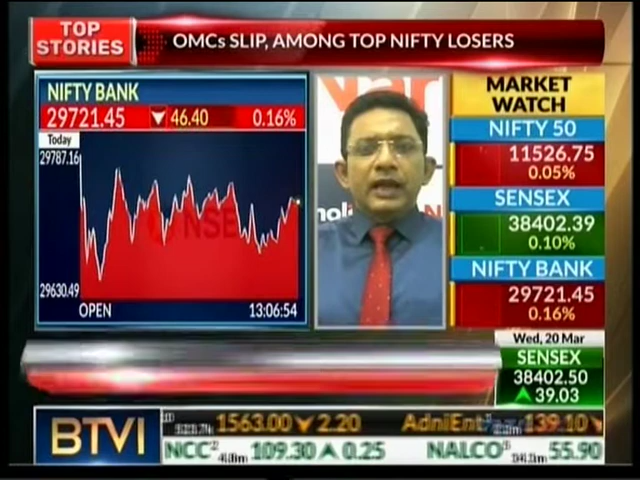 TOP STORIES
OMCs SLIP, AMONG TOP NIFTY LOSERS
NIFTY BANK
29721.45 46.40 0.16%
Today
29787.16
NSE
29630.49
OPEN 13:06:54
MARKET WATCH
NIFTY 50
11526.75
0.05%
SENSEX
38402.39
0.10%
NIFTY BANK
29721.45
0.16%
Wed, 20 Mar
SENSEX
38402.50
39.03
BTVI
1563.00 2.20 AdniEnt 139.10
NCC 109.30 0.25 NALCO 55.90